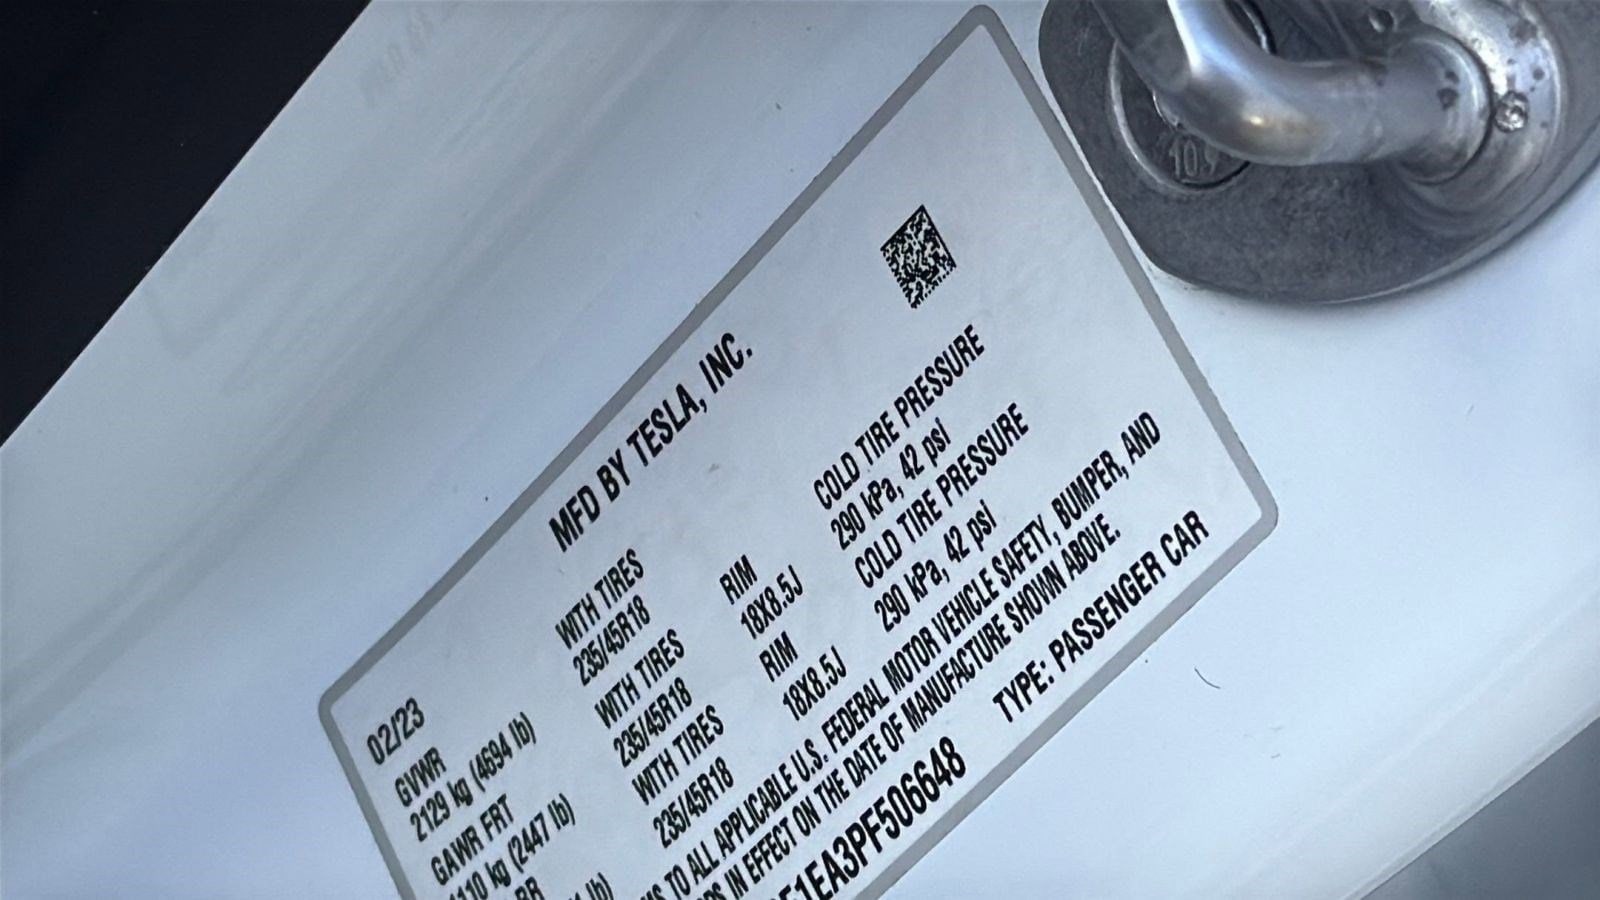 MFD BY TESLA, INC.
02/23
GVWR
2129 kg (4694 lb)
WITH TIRES
235/45R18
RIM
18X8.5J
COLD TIRE PRESSURE
290 kPa, 42 psi
GAWR FRT
1110 kg (2447 lb)
WITH TIRES
235/45R18
RIM
18X8.5J
COLD TIRE PRESSURE
290 kPa, 42 psi
RR
lb)
WITH TIRES
235/45R18
TO ALL APPLICABLE U.S. FEDERAL MOTOR VEHICLE SAFETY, BUMPER, AND
IN EFFECT ON THE DATE OF MANUFACTURE SHOWN ABOVE.
E1EA3PF506648
TYPE: PASSENGER CAR